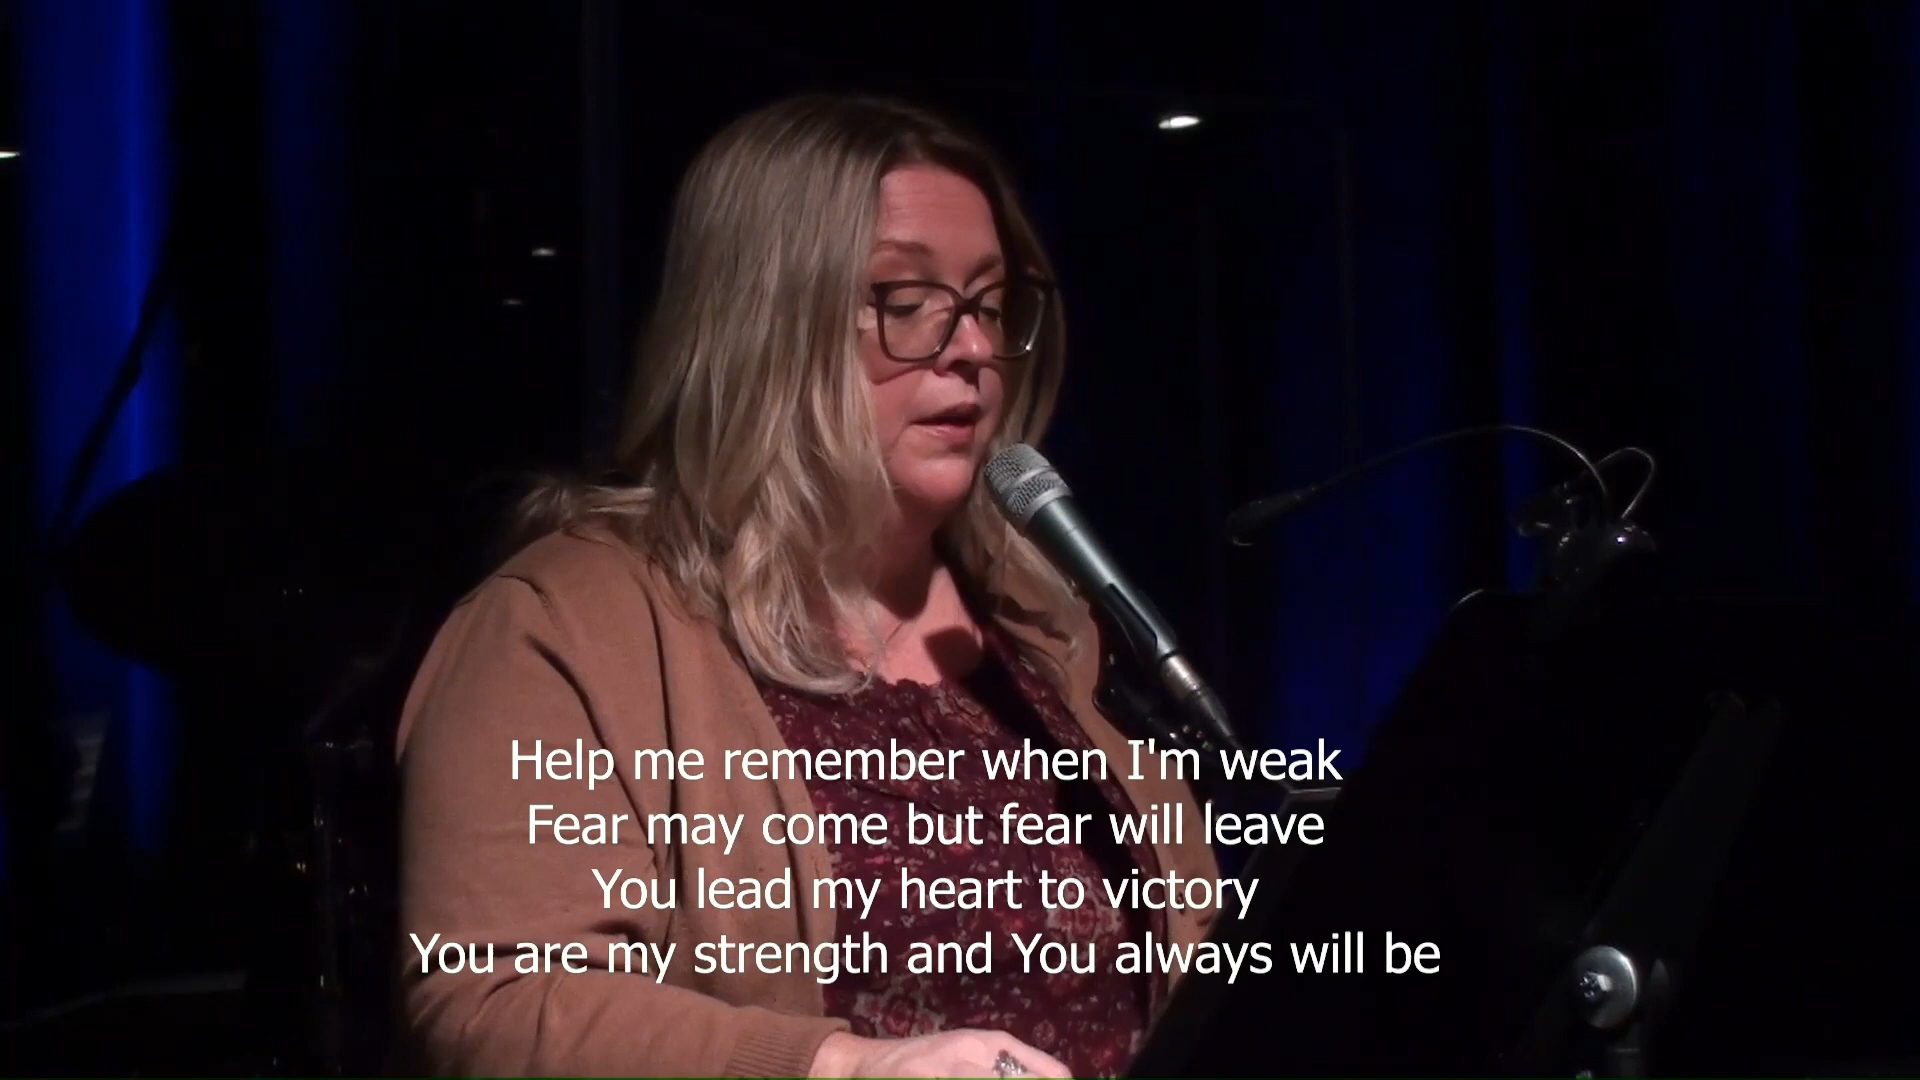 Help me remember when I'm weak
Fear may come but fear will leave
You lead my heart to victory
You are my strength and You always will be